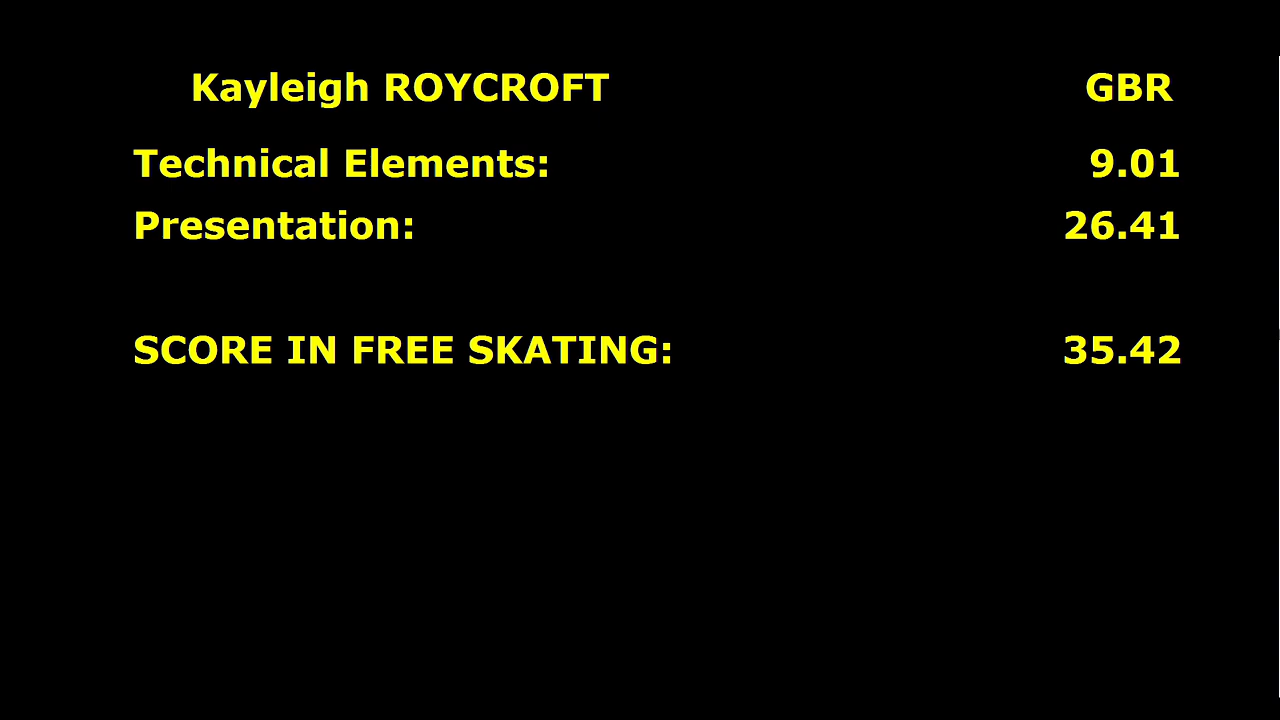 Kayleigh ROYCROFT GBR
Technical Elements: 9.01
Presentation: 26.41
SCORE IN FREE SKATING: 35.42